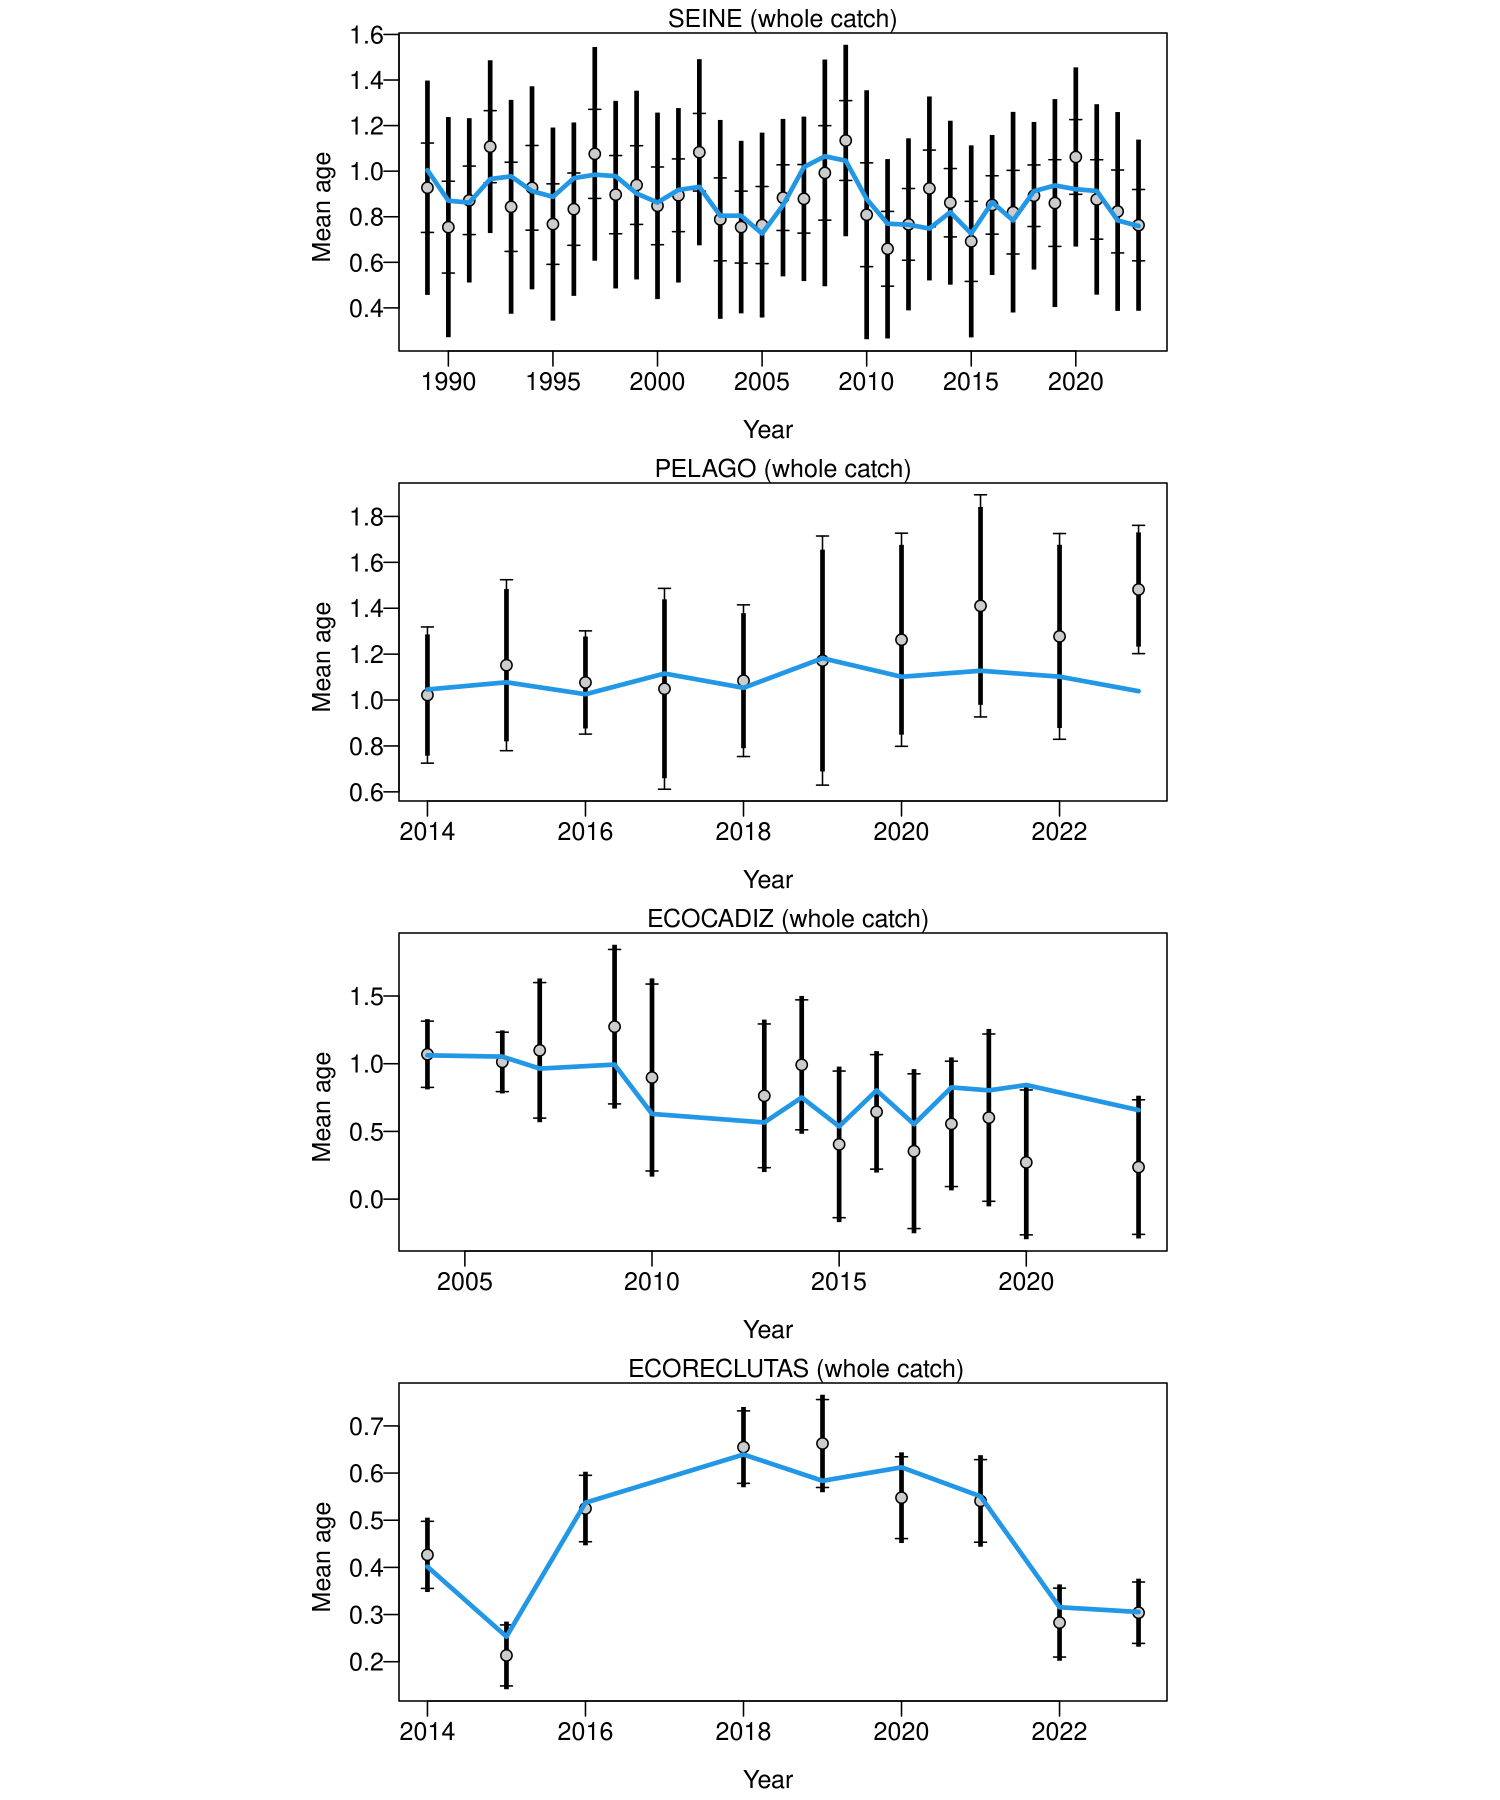 SEINE (whole catch)
1.6
1.4
1.2
1.0
0.8
0.6
0.4
Mean age
1990 1995 2000 2005 2010 2015 2020
Year
PELAGO (whole catch)
1.8
1.6
1.4
1.2
1.0
0.8
0.6
Mean age
2014 2016 2018 2020 2022
Year
ECOCADIZ (whole catch)
1.5
1.0
0.5
0.0
Mean age
2005 2010 2015 2020
Year
ECORECLUTAS (whole catch)
0.7
0.6
0.5
0.4
0.3
0.2
Mean age
2014 2016 2018 2020 2022
Year